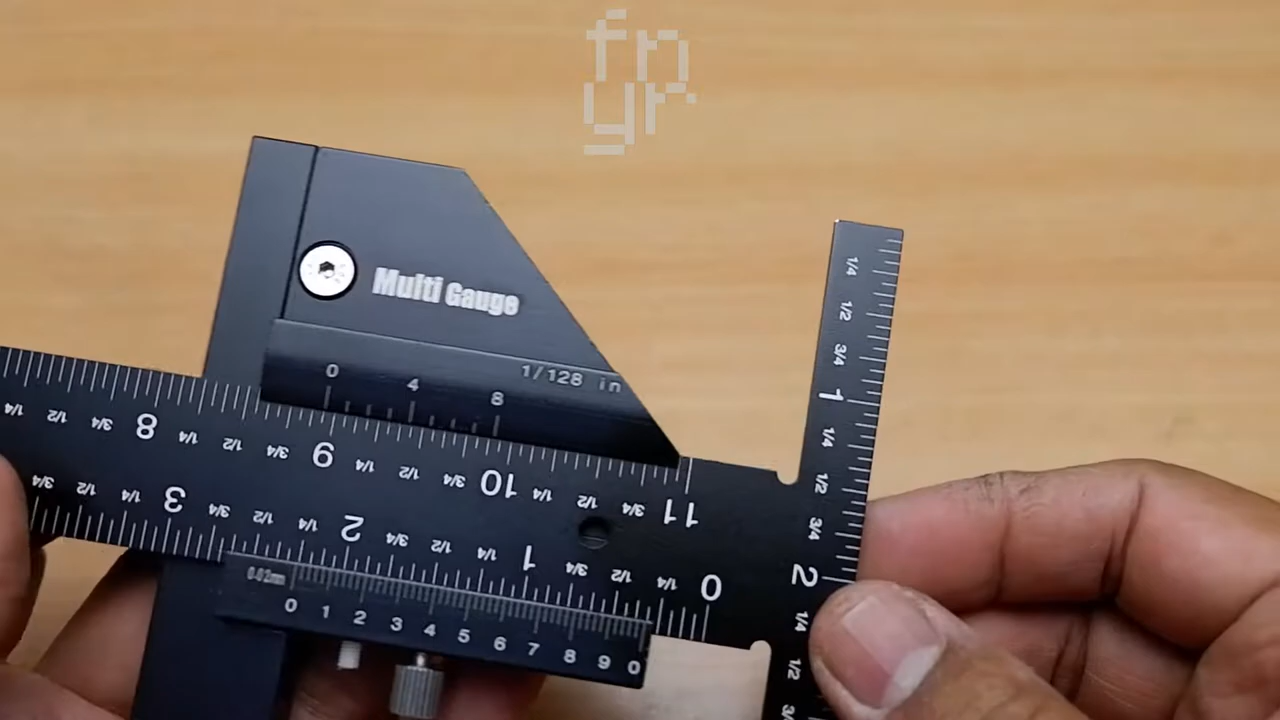 fn
yr
Multi Gauge
1/128 in
0 4 8
1/4 1/2 3/4 1 1/4 1/2 3/4 2 1/4 1/2 3/4
1/4 1/2 3/4 8 1/4 1/2 3/4 9 1/4 1/2 3/4 10 1/4 1/2 3/4 11
3/4 1/2 1/4 3 3/4 1/2 1/4 2 3/4 1/2 1/4 1 3/4 1/2 1/4 0
0.02mm
0 1 2 3 4 5 6 7 8 9 0